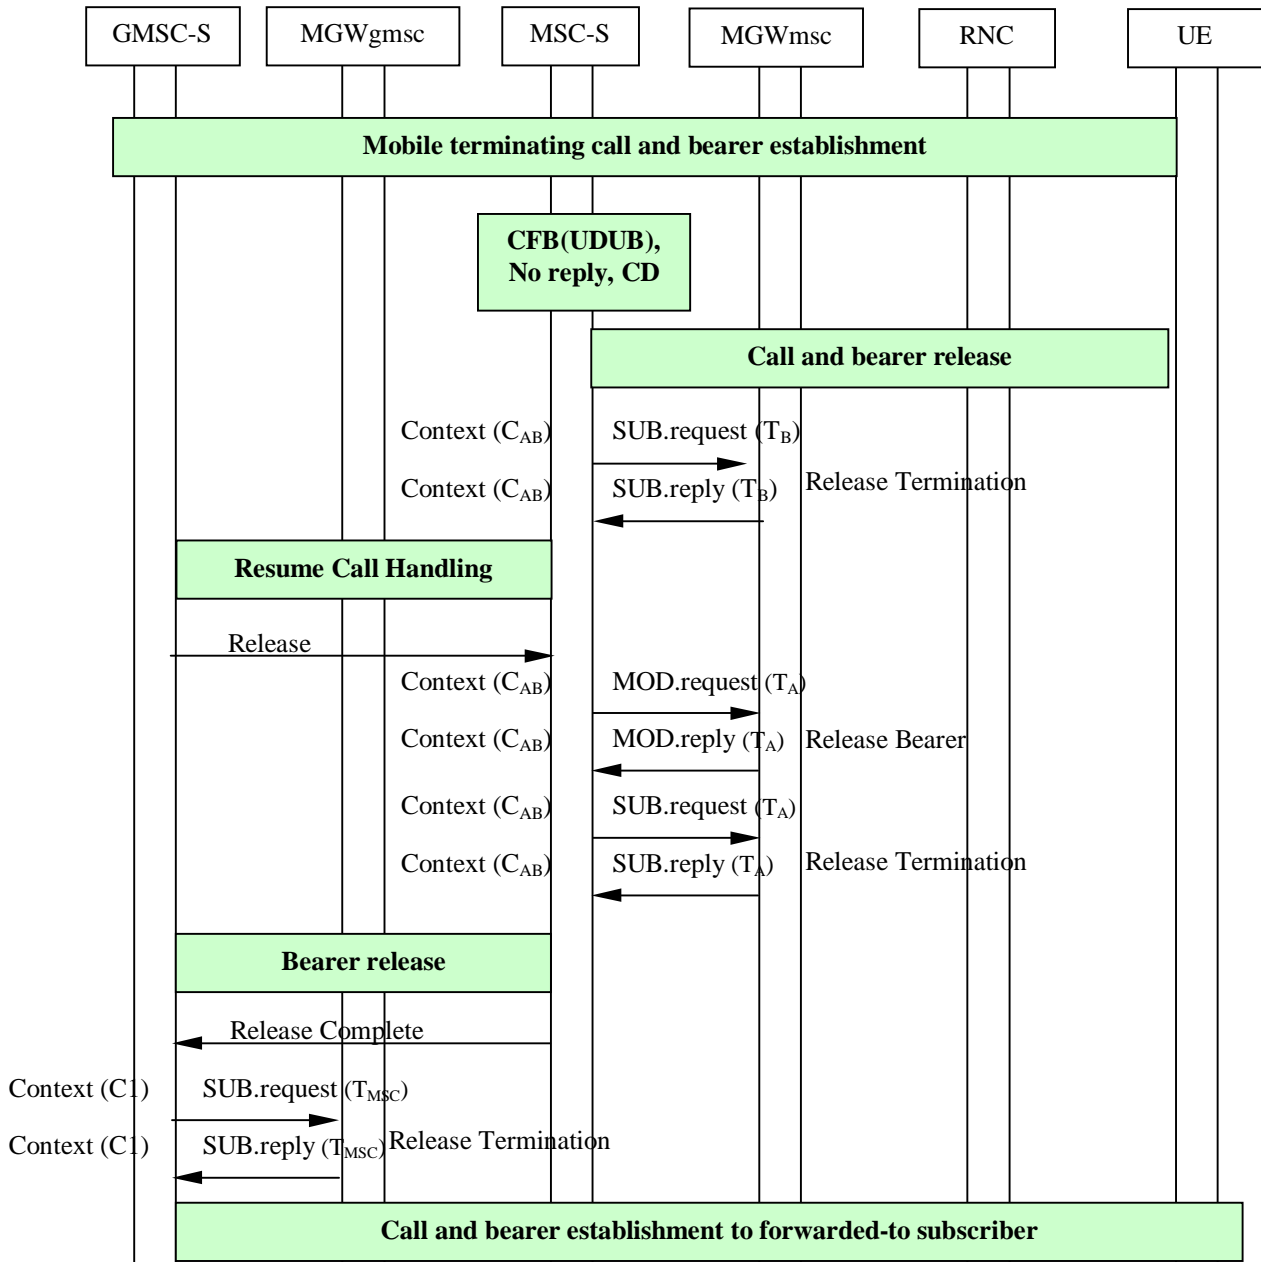 GMSC-S MGWgmsc MSC-S MGWmsc RNC UE
Mobile terminating call and bearer establishment
CFB(UDUB),
No reply, CD
Call and bearer release
Context (CAB) SUB.request (TB)
Context (CAB) SUB.reply (TB) Release Termination
Resume Call Handling
Release
Context (CAB) MOD.request (TA)
Context (CAB) MOD.reply (TA) Release Bearer
Context (CAB) SUB.request (TA)
Context (CAB) SUB.reply (TA) Release Termination
Bearer release
Release Complete
Context (C1) SUB.request (TMSC)
Context (C1) SUB.reply (TMSC) Release Termination
Call and bearer establishment to forwarded-to subscriber